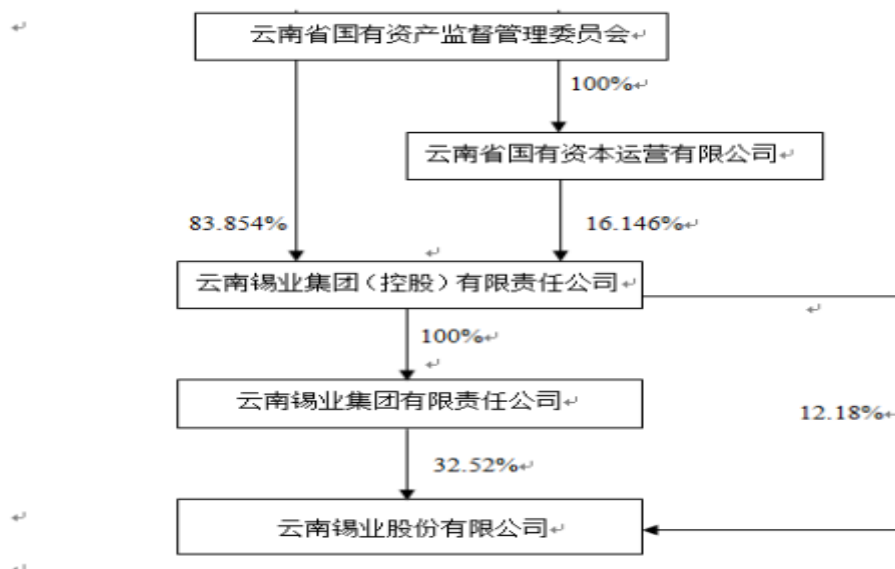 云南省国有资产监督管理委员会
100%
云南省国有资本运营有限公司
83.854%
16.146%
云南锡业集团（控股）有限责任公司
100%
云南锡业集团有限责任公司
12.18%
32.52%
云南锡业股份有限公司